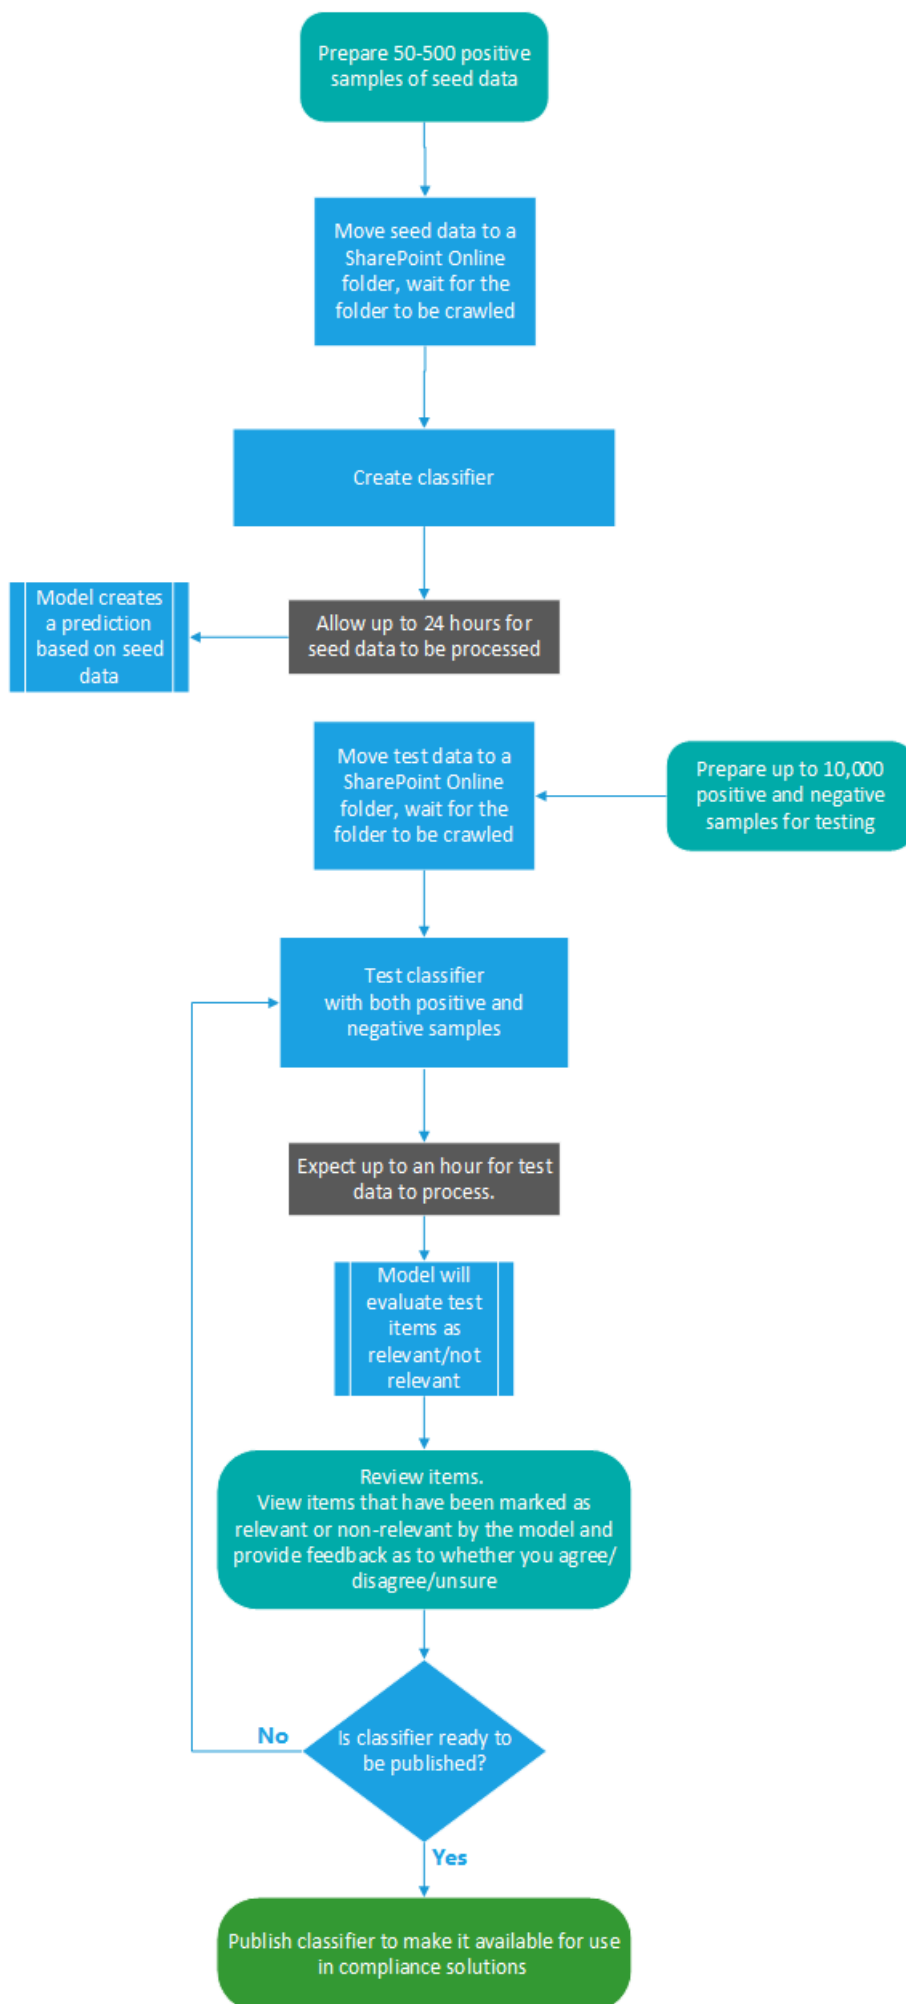 Prepare 50-500 positive
samples of seed data
Move seed data to a
SharePoint Online
folder, wait for the
folder to be crawled
Create classifier
Model creates
a prediction
based on seed
data
Allow up to 24 hours for
seed data to be processed
Move test data to a
SharePoint Online
folder, wait for the
folder to be crawled
Prepare up to 10,000
positive and negative
samples for testing
Test classifier
with both positive and
negative samples
Expect up to an hour for test
data to process.
Model will
evaluate test
items as
relevant/not
relevant
Review items.
View items that have been marked as
relevant or non-relevant by the model and
provide feedback as to whether you agree/
disagree/unsure
No
Is classifier ready to
be published?
Yes
Publish classifier to make it available for use
in compliance solutions